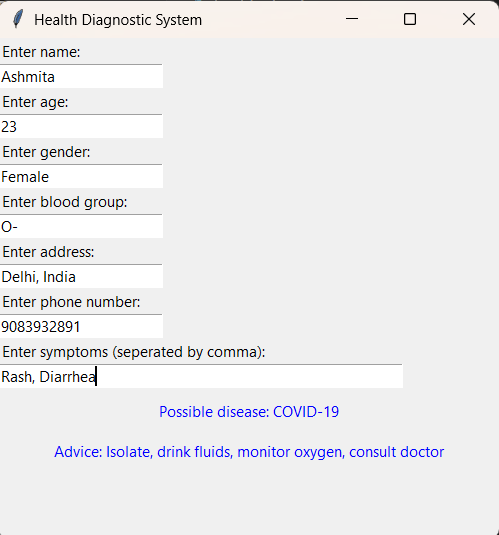 Health Diagnostic System
Enter name:
Ashmita
Enter age:
23
Enter gender:
Female
Enter blood group:
O-
Enter address:
Delhi, India
Enter phone number:
9083932891
Enter symptoms (seperated by comma):
Rash, Diarrhea
Possible disease: COVID-19
Advice: Isolate, drink fluids, monitor oxygen, consult doctor